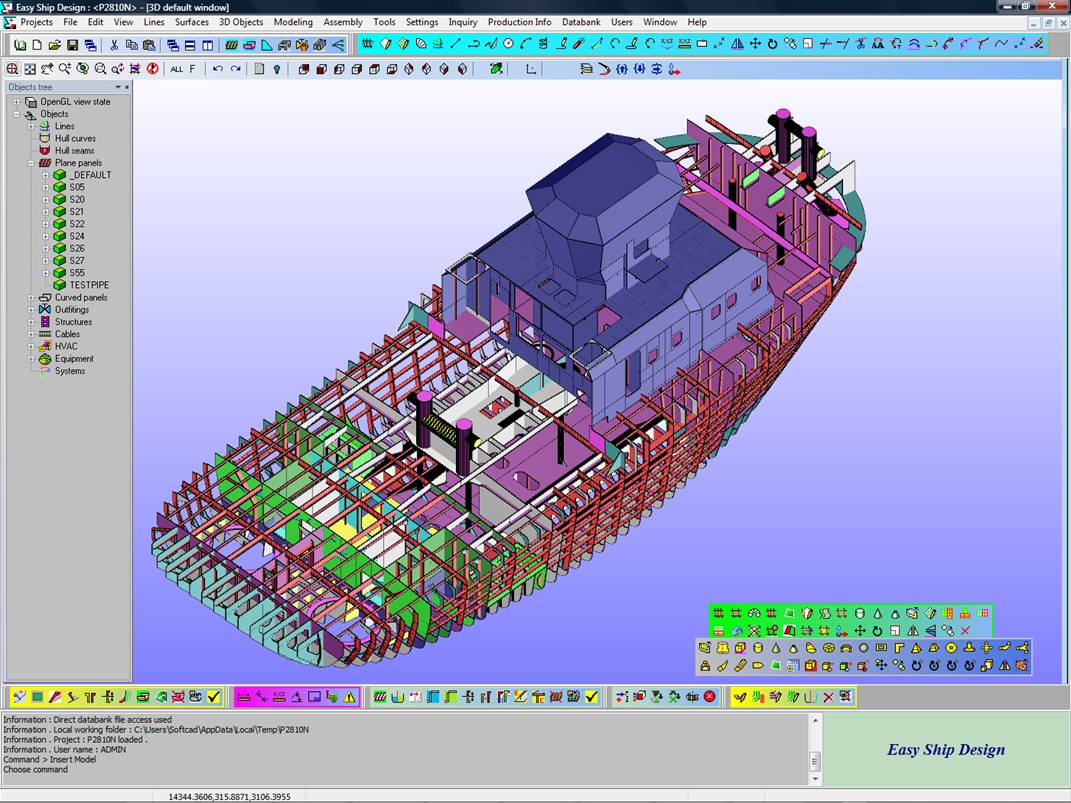 Easy Ship Design : <P2810N> - [3D default window]
Projects File Edit View Lines Surfaces 3D Objects Modeling Assembly Tools Settings Inquiry Production Info Databank Users Window Help
ALL F
Objects tree
OpenGL view state
Objects
Lines
Hull curves
Hull seams
Plane panels
_DEFAULT
S05
S20
S21
S22
S24
S26
S27
S55
TESTPIPE
Curved panels
Outfitings
Structures
Cables
HVAC
Equipment
Systems
Information : Direct databank file access used
Information . Local working folder : C:\Users\Softcad\AppData\Local\Temp\P2810N
Information . Project : P2810N loaded .
Information . User name : ADMIN
Command > Insert Model
Choose command
Easy Ship Design
14344.3606,315.8871,3106.3955